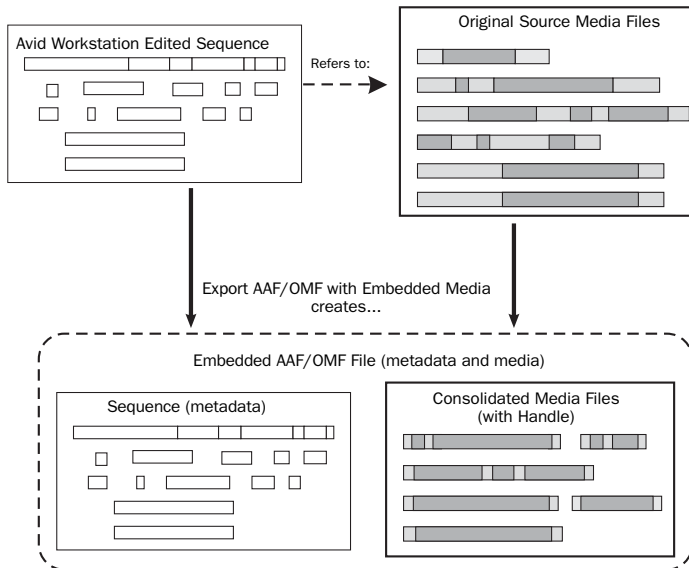 Avid Workstation Edited Sequence
Refers to:
Original Source Media Files
Export AAF/OMF with Embedded Media
creates...
Embedded AAF/OMF File (metadata and media)
Sequence (metadata)
Consolidated Media Files
(with Handle)